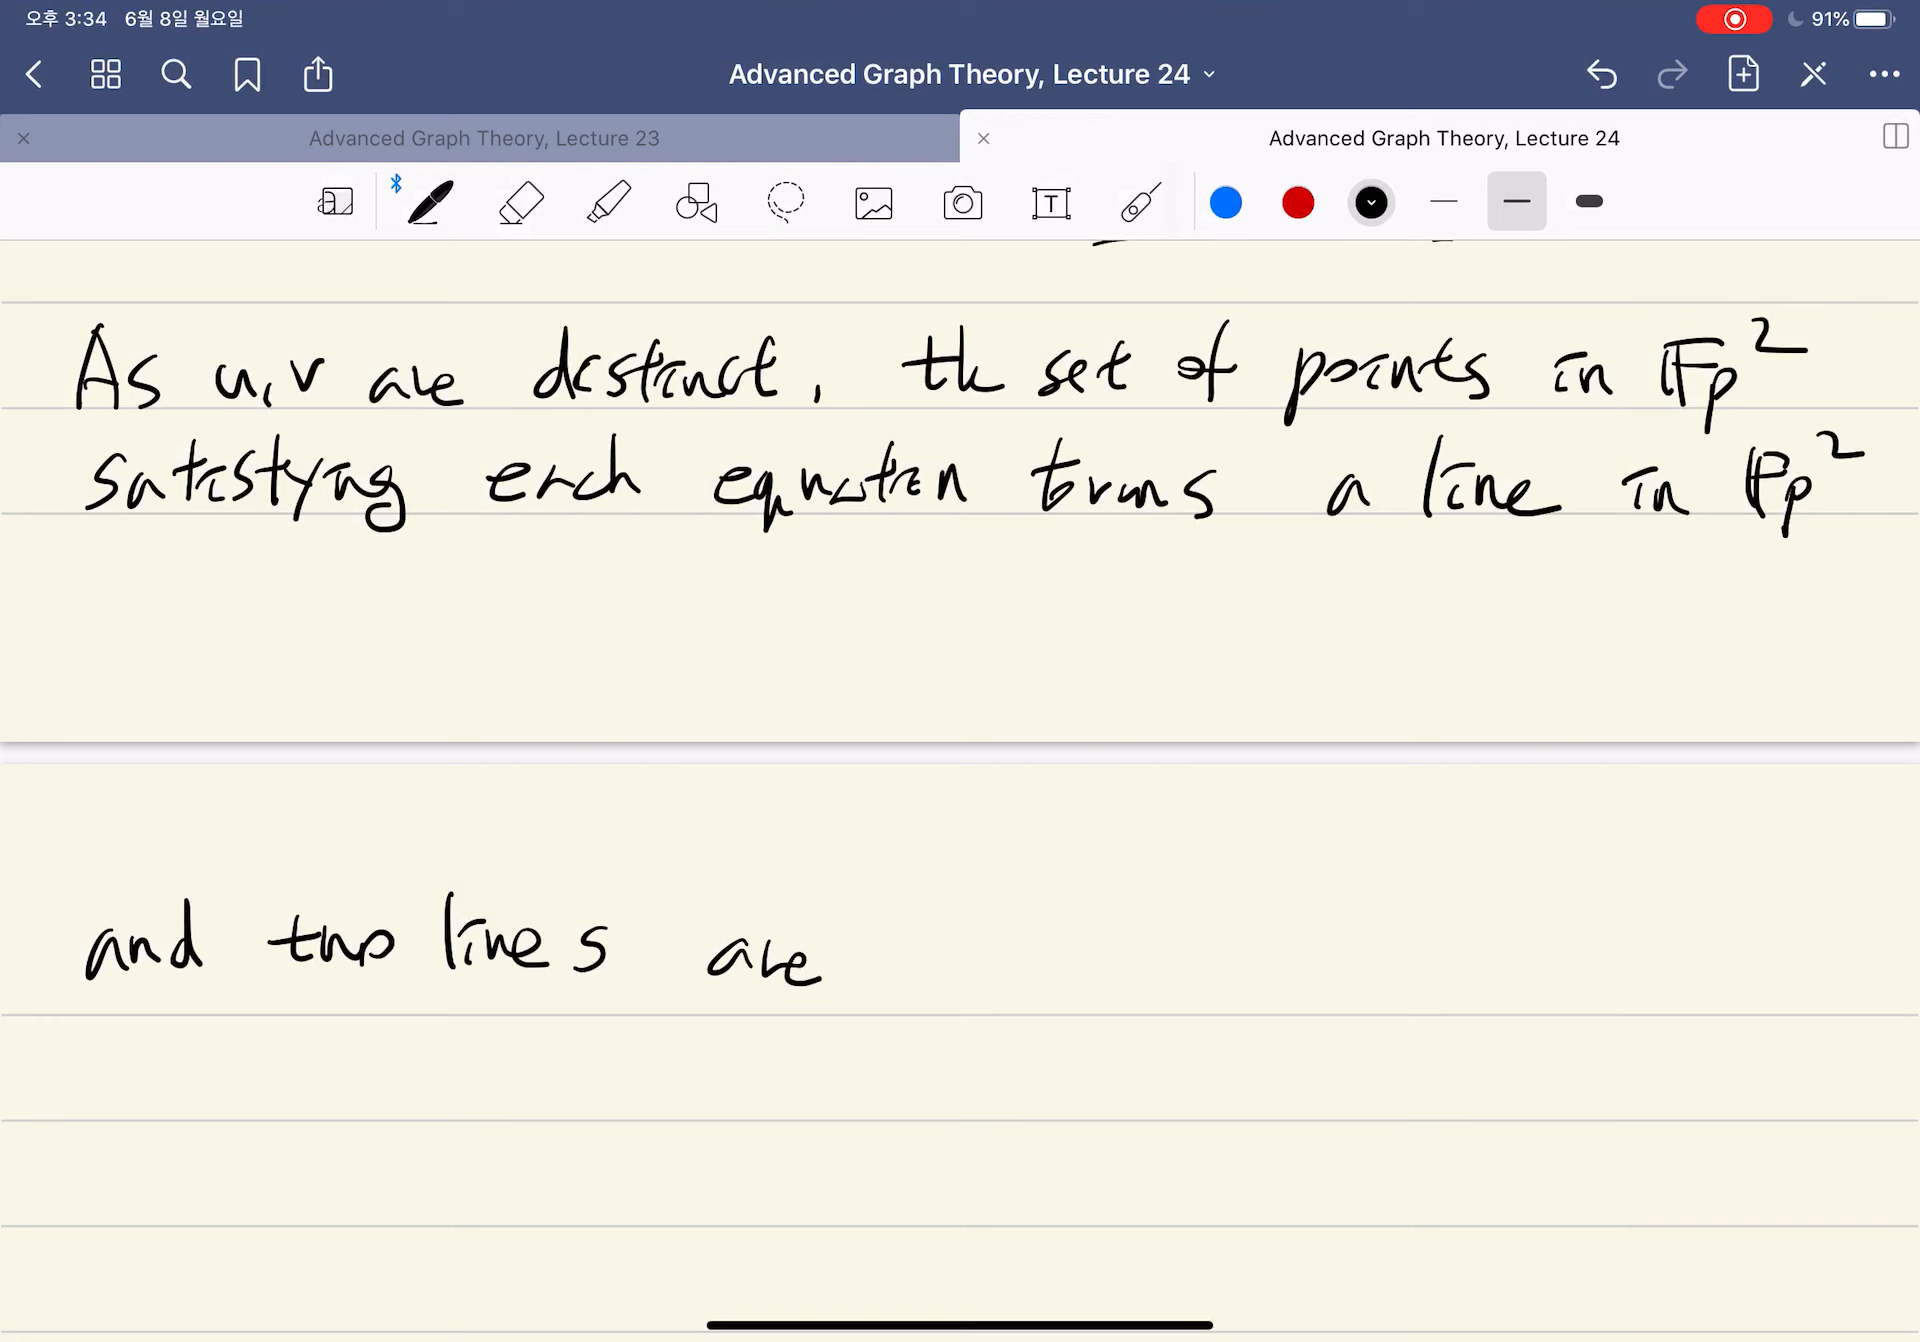 오후 3:34 6월 8일 월요일 91%
Advanced Graph Theory, Lecture 24
Advanced Graph Theory, Lecture 23
Advanced Graph Theory, Lecture 24
As u, v are distinct, the set of points in 𝔽p²
satisfying each equation forms a line in 𝔽p²
and two lines are